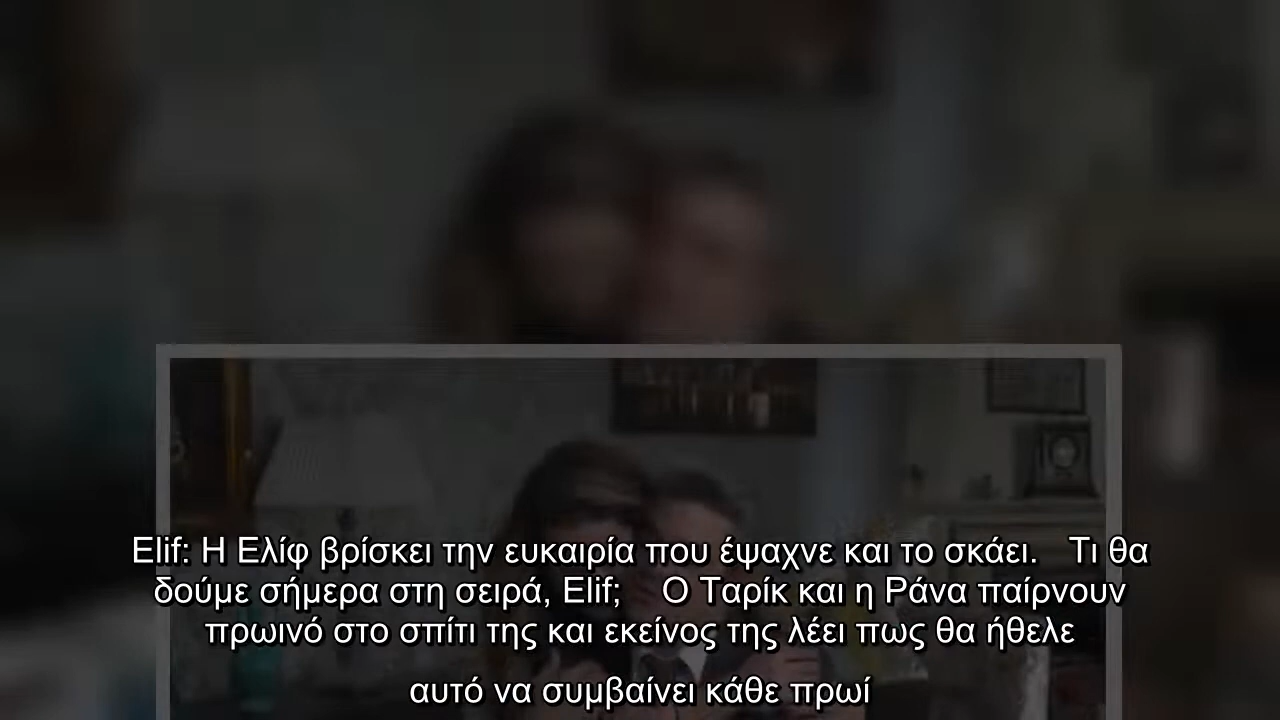 Elif: Η Ελίφ βρίσκει την ευκαιρία που έψαχνε και το σκάει.   Τι θα
δούμε σήμερα στη σειρά, Elif;    Ο Ταρίκ και η Ράνα παίρνουν
πρωινό στο σπίτι της και εκείνος της λέει πως θα ήθελε
αυτό να συμβαίνει κάθε πρωί